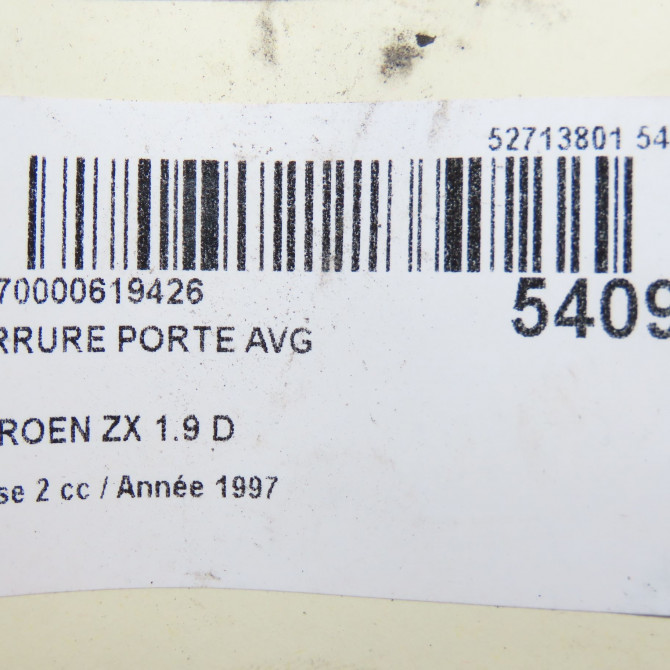 52713801 54
70000619426
5409
RRURE PORTE AVG
ROEN ZX 1.9 D
se 2 cc / Année 1997